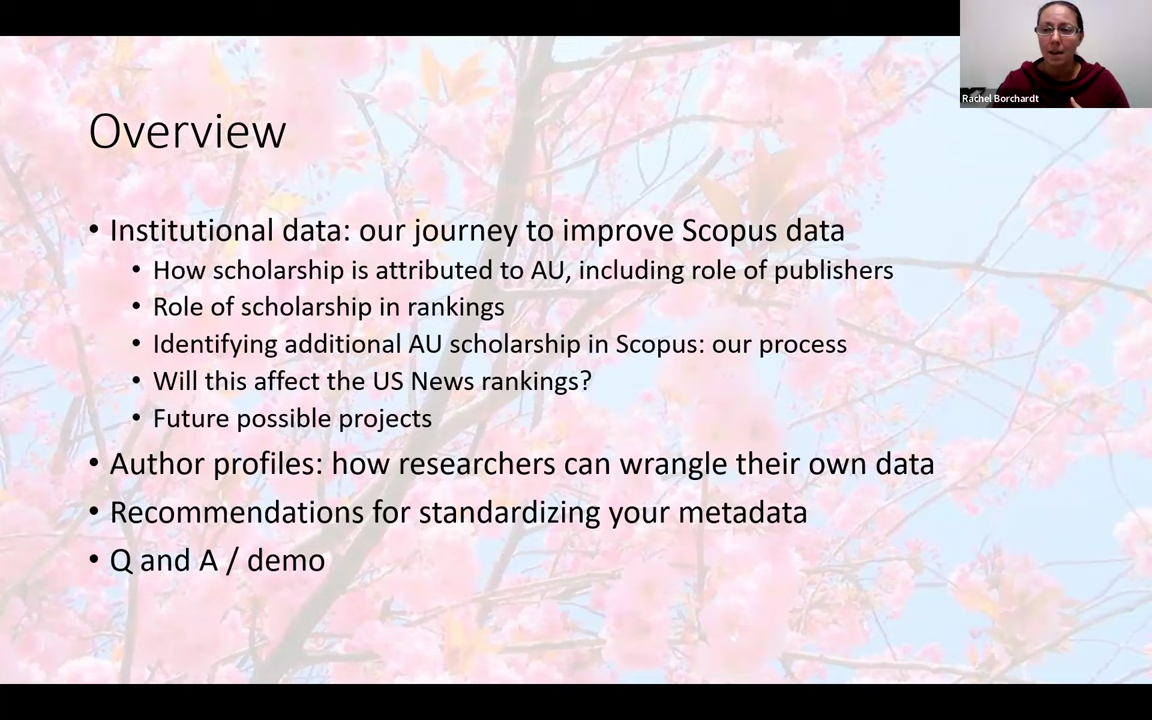 Rachel Borchardt
Overview
• Institutional data: our journey to improve Scopus data
• How scholarship is attributed to AU, including role of publishers
• Role of scholarship in rankings
• Identifying additional AU scholarship in Scopus: our process
• Will this affect the US News rankings?
• Future possible projects
• Author profiles: how researchers can wrangle their own data
• Recommendations for standardizing your metadata
• Q and A / demo